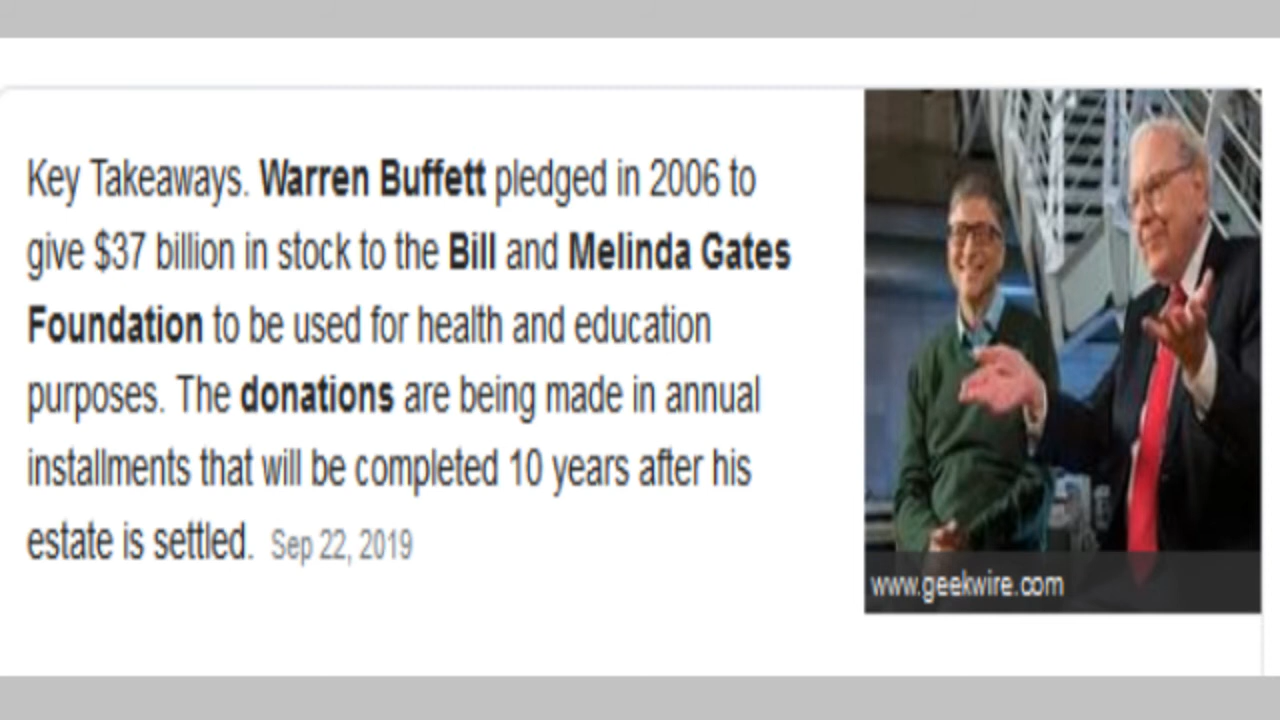 Key Takeaways. Warren Buffett pledged in 2006 to
give $37 billion in stock to the Bill and Melinda Gates
Foundation to be used for health and education
purposes. The donations are being made in annual
installments that will be completed 10 years after his
estate is settled. Sep 22, 2019
www.geekwire.com